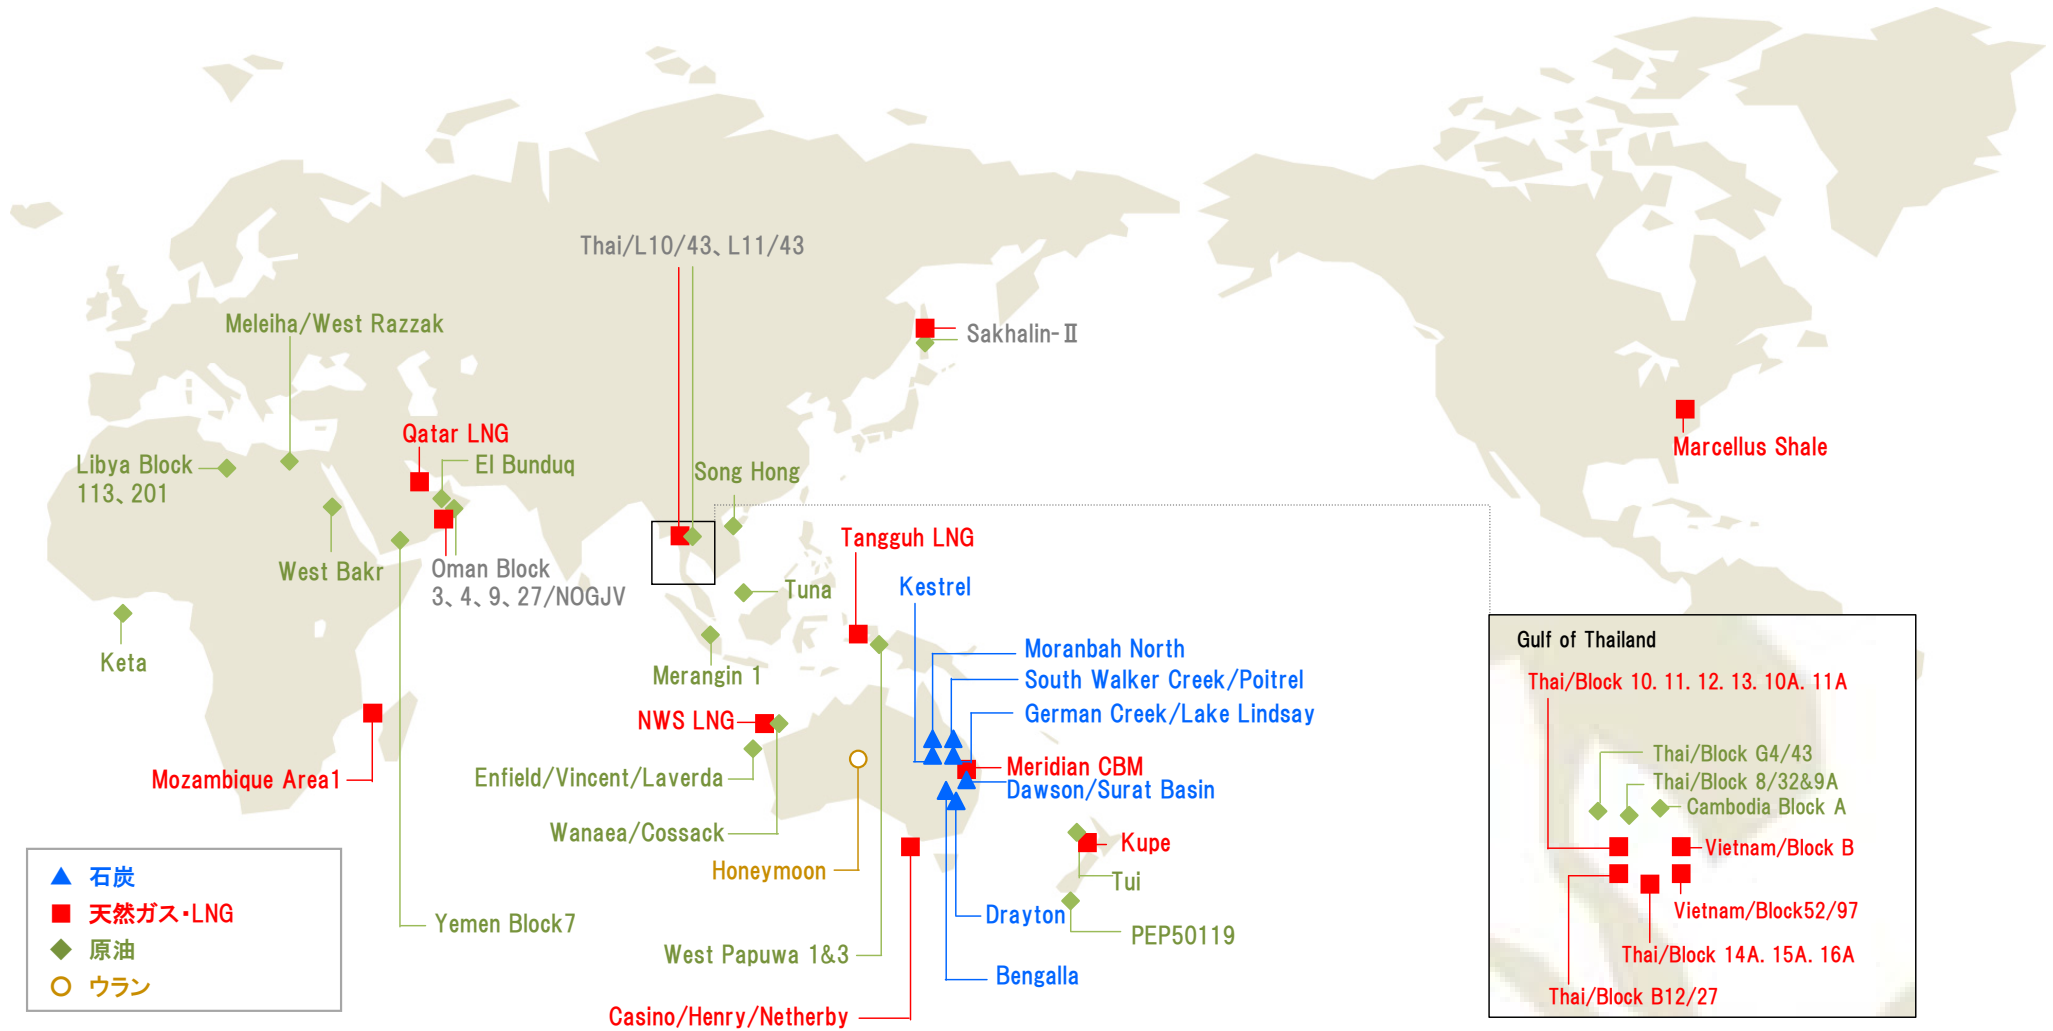 Thai/L10/43、L11/43
Meleiha/West Razzak
Sakhalin-Ⅱ
Qatar LNG
Marcellus Shale
Libya Block
113、201
El Bunduq
Song Hong
Tangguh LNG
West Bakr
Oman Block
3、4、9、27/NOGJV
Tuna
Kestrel
Keta
Merangin 1
Moranbah North
South Walker Creek/Poitrel
German Creek/Lake Lindsay
NWS LNG
Mozambique Area1
Enfield/Vincent/Laverda
Meridian CBM
Dawson/Surat Basin
Wanaea/Cossack
Kupe
Honeymoon
Tui
Drayton
Yemen Block7
PEP50119
West Papuwa 1&3
Bengalla
Casino/Henry/Netherby
石炭
天然ガス・LNG
原油
ウラン
Gulf of Thailand
Thai/Block 10. 11. 12. 13. 10A. 11A
Thai/Block G4/43
Thai/Block 8/32&9A
Cambodia Block A
Vietnam/Block B
Vietnam/Block52/97
Thai/Block 14A. 15A. 16A
Thai/Block B12/27